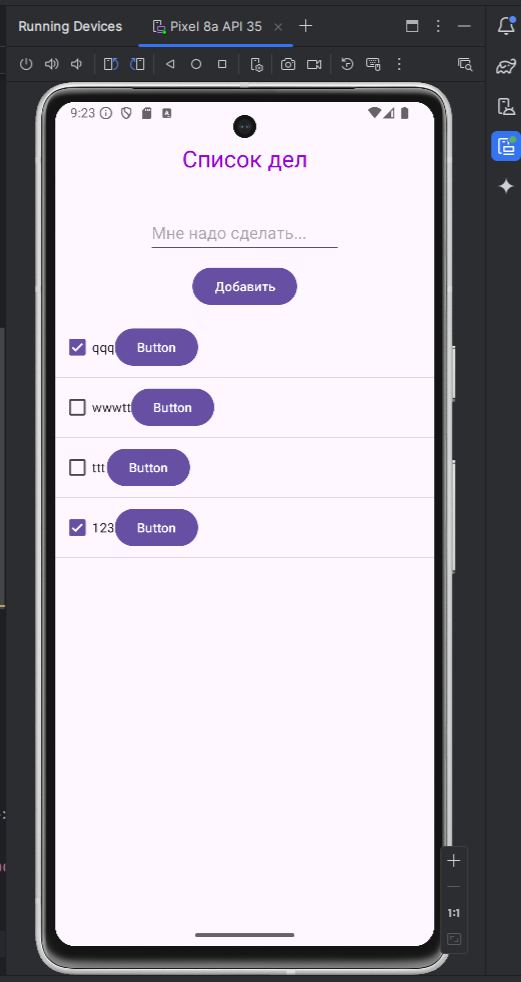 Running Devices
Pixel 8a API 35
9:23
Список дел
Мне надо сделать...
Добавить
qqq Button
wwwtt Button
ttt Button
123 Button
1:1